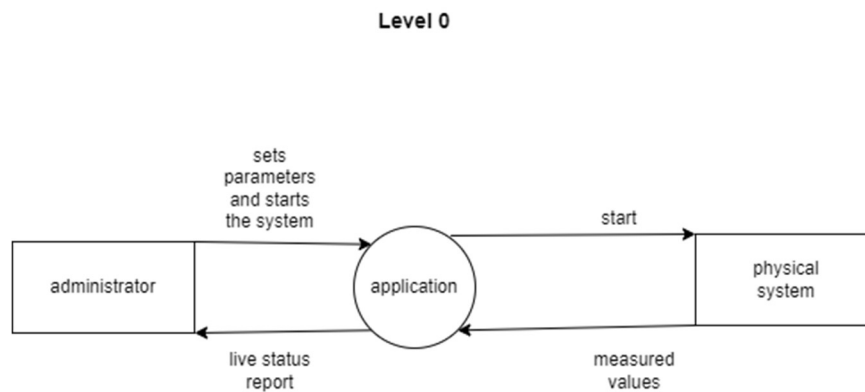 Level 0
sets
parameters
and starts
the system
start
administrator
application
physical
system
live status
report
measured
values